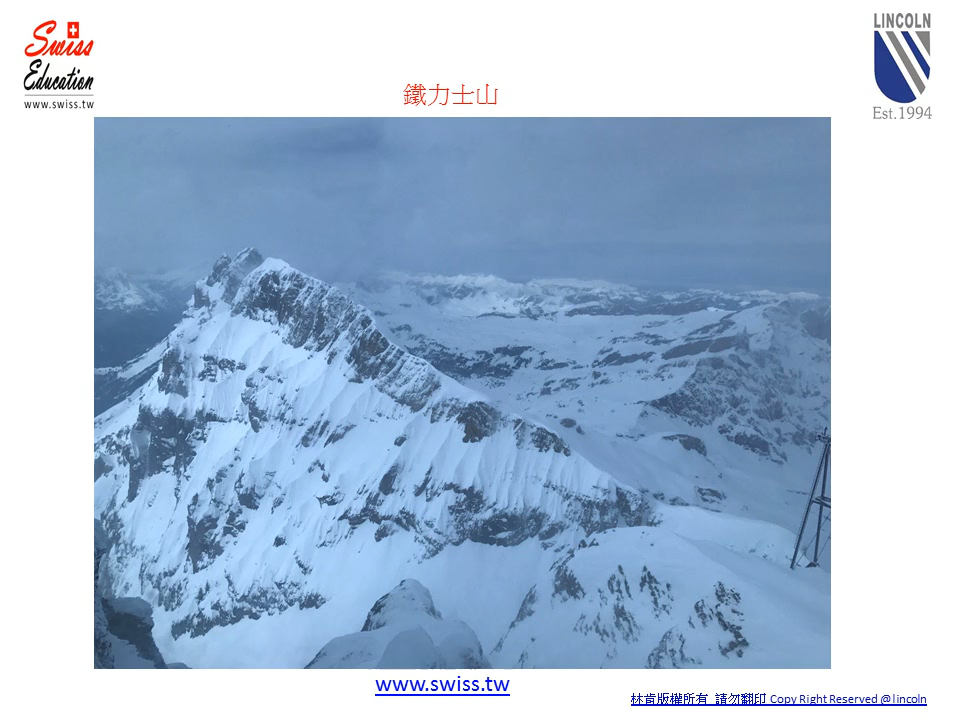 Swiss
Education
www.swiss.tw
LINCOLN
Est.1994
鐵力士山
www.swiss.tw
林肯版權所有 請勿翻印 Copy Right Reserved @lincoln